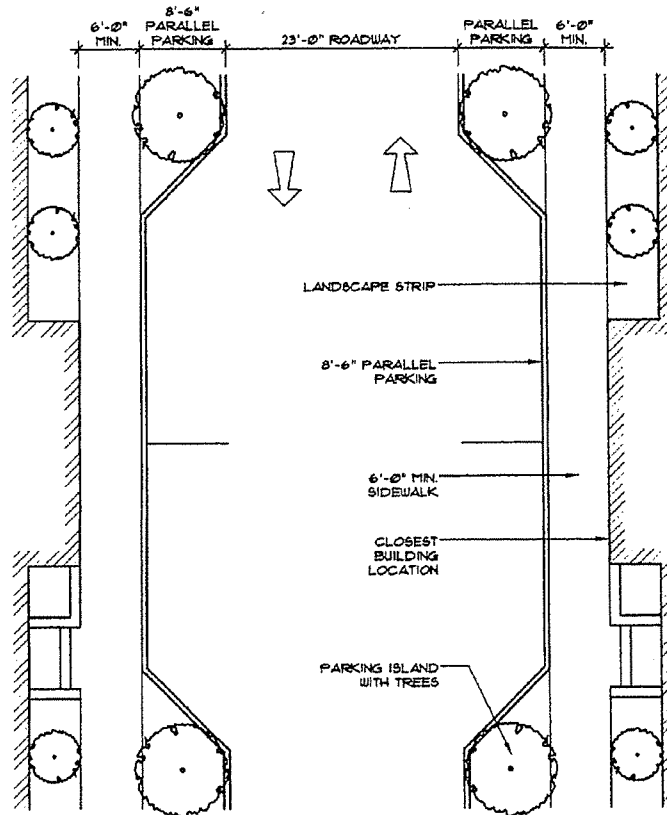 8'-6"
6'-0" PARALLEL PARALLEL 6'-0"
MIN. PARKING 23'-0" ROADWAY PARKING MIN.
LANDSCAPE STRIP
8'-6" PARALLEL
PARKING
6'-0" MIN.
SIDEWALK
CLOSEST
BUILDING
LOCATION
PARKING ISLAND
WITH TREES